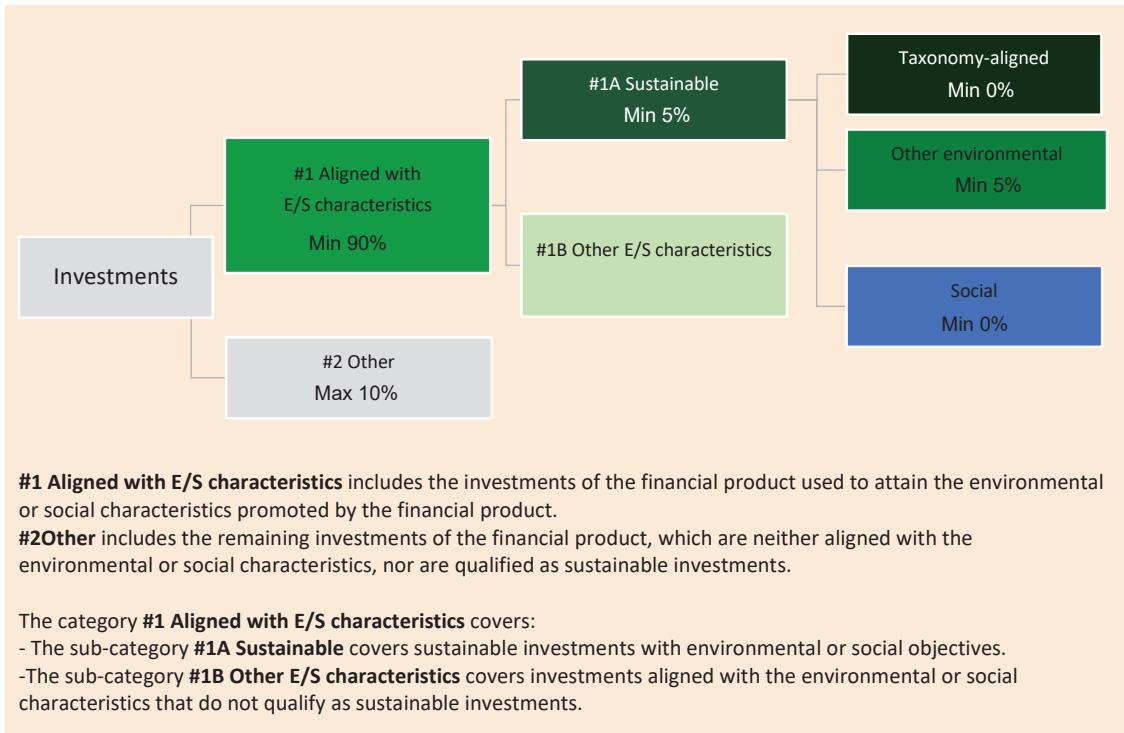 Investments
#1 Aligned with
E/S characteristics
Min 90%
#2 Other
Max 10%
#1A Sustainable
Min 5%
#1B Other E/S characteristics
Taxonomy-aligned
Min 0%
Other environmental
Min 5%
Social
Min 0%
#1 Aligned with E/S characteristics includes the investments of the financial product used to attain the environmental
or social characteristics promoted by the financial product.
#2Other includes the remaining investments of the financial product, which are neither aligned with the
environmental or social characteristics, nor are qualified as sustainable investments.
The category #1 Aligned with E/S characteristics covers:
- The sub-category #1A Sustainable covers sustainable investments with environmental or social objectives.
-The sub-category #1B Other E/S characteristics covers investments aligned with the environmental or social
characteristics that do not qualify as sustainable investments.